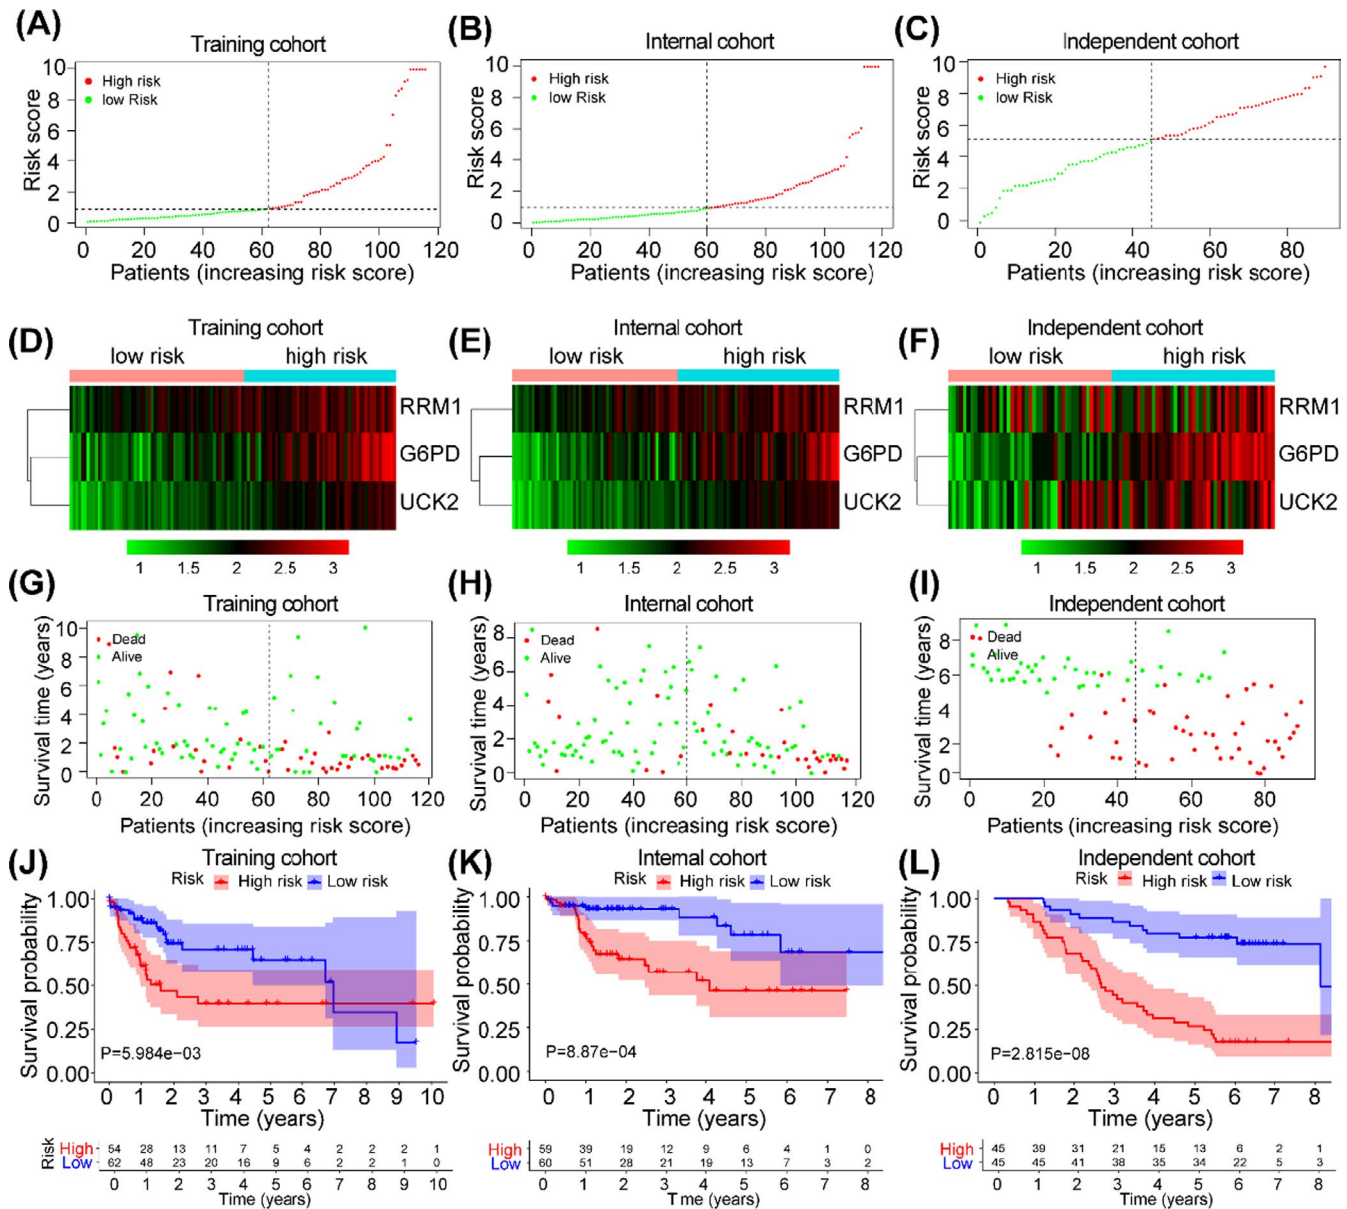 (A)
Training cohort
High risk
low Risk
Risk score
10
8
6
4
2
0
0 20 40 60 80 100 120
Patients (increasing risk score)
(B)
Internal cohort
High risk
low Risk
Risk score
10
8
6
4
2
0
0 20 40 60 80 100 120
Patients (increasing risk score)
(C)
Independent cohort
High risk
low Risk
Risk score
10
8
6
4
2
0
0 20 40 60 80
Patients (increasing risk score)
(D)
Training cohort
low risk high risk
RRM1
G6PD
UCK2
1 1.5 2 2.5 3
(E)
Internal cohort
low risk high risk
RRM1
G6PD
UCK2
1 1.5 2 2.5 3
(F)
Independent cohort
low risk high risk
RRM1
G6PD
UCK2
1 1.5 2 2.5 3
(G)
Training cohort
Dead
Alive
Survival time (years)
10
8
6
4
2
0
0 20 40 60 80 100 120
Patients (increasing risk score)
(H)
Internal cohort
Dead
Alive
Survival time (years)
8
6
4
2
0
0 20 40 60 80 100 120
Patients (increasing risk score)
(I)
Independent cohort
Dead
Alive
Survival time (years)
8
6
4
2
0
0 20 40 60 80
Patients (increasing risk score)
(J)
Training cohort
Risk High risk Low risk
Survival probability
1.00
0.75
0.50
0.25
0.00
P=5.984e−03
0 1 2 3 4 5 6 7 8 9 10
Time (years)
Risk
High 54 28 13 11 7 5 4 2 2 2 1
Low 62 48 23 20 16 9 6 2 2 1 0
0 1 2 3 4 5 6 7 8 9 10
Time (years)
(K)
Internal cohort
Risk High risk Low risk
Survival probability
1.00
0.75
0.50
0.25
0.00
P=8.87e−04
0 1 2 3 4 5 6 7 8
Time (years)
High 59 39 19 12 9 6 4 1 0
Low 60 51 28 21 19 13 7 3 2
0 1 2 3 4 5 6 7 8
T me (years)
(L)
Independent cohort
Risk High risk Low risk
Survival probability
1.00
0.75
0.50
0.25
0.00
P=2.815e−08
0 1 2 3 4 5 6 7 8
Time (years)
High 45 39 31 21 15 13 6 2 1
Low 45 45 41 38 35 34 22 5 3
0 1 2 3 4 5 6 7 8
Time (years)